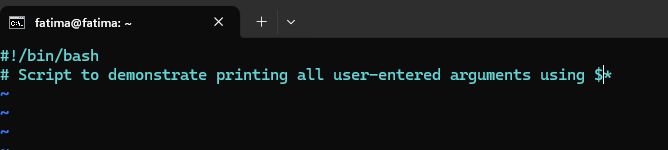 fatima@fatima: ~
#!/bin/bash
# Script to demonstrate printing all user-entered arguments using $*
~
~
~